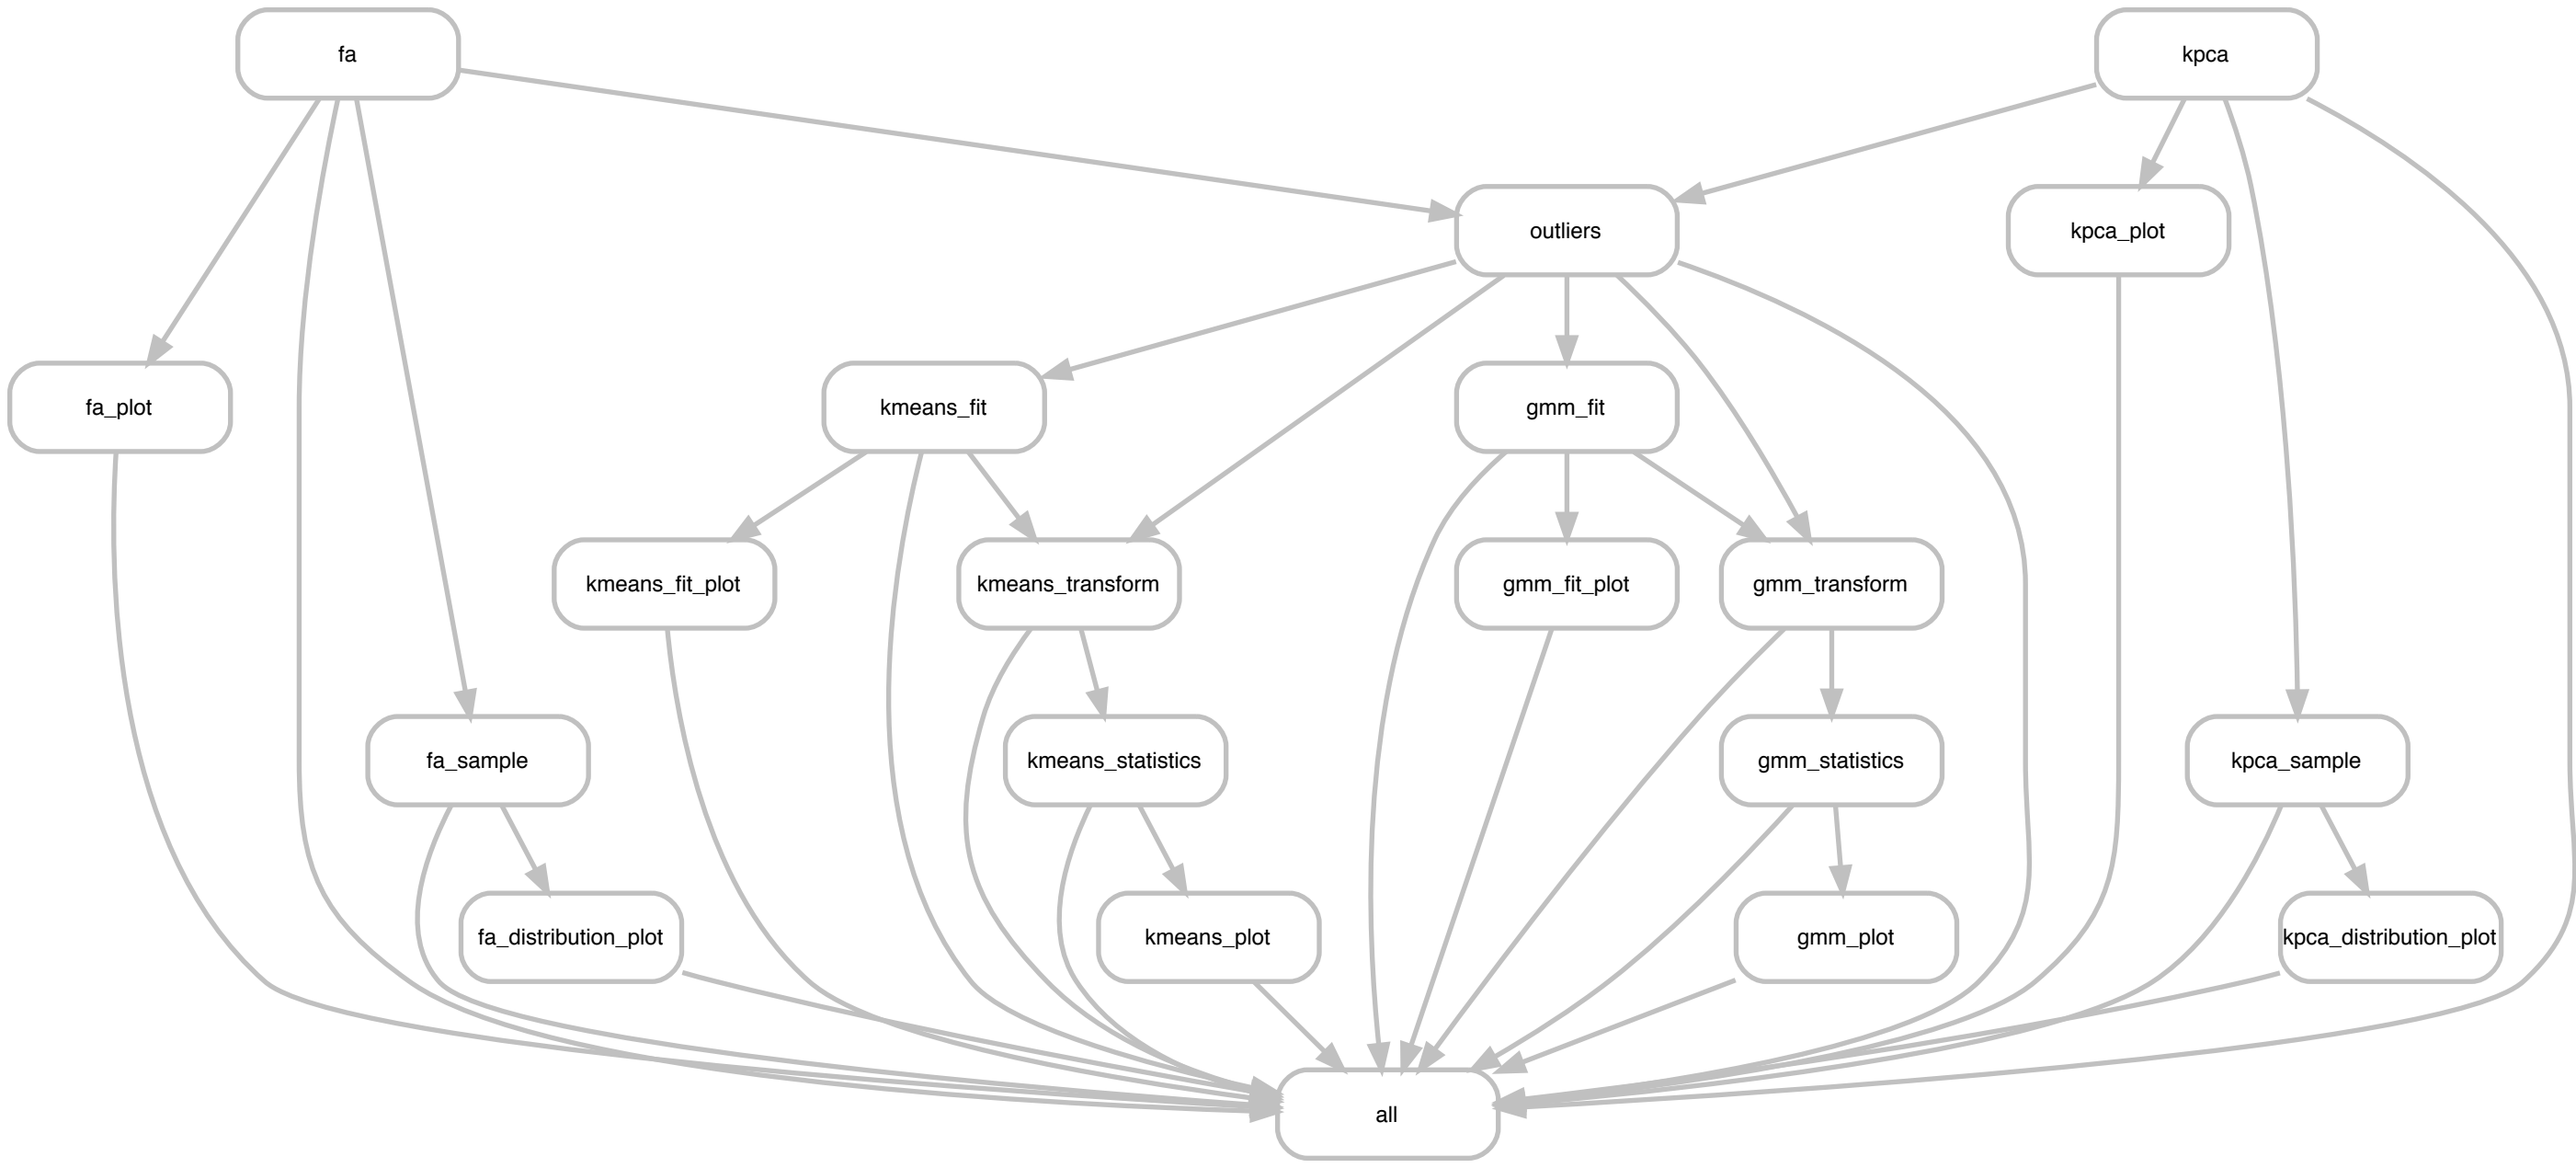 fa
kpca
outliers
kpca_plot
fa_plot
kmeans_fit
gmm_fit
kmeans_fit_plot
kmeans_transform
gmm_fit_plot
gmm_transform
fa_sample
kmeans_statistics
gmm_statistics
kpca_sample
fa_distribution_plot
kmeans_plot
gmm_plot
kpca_distribution_plot
all